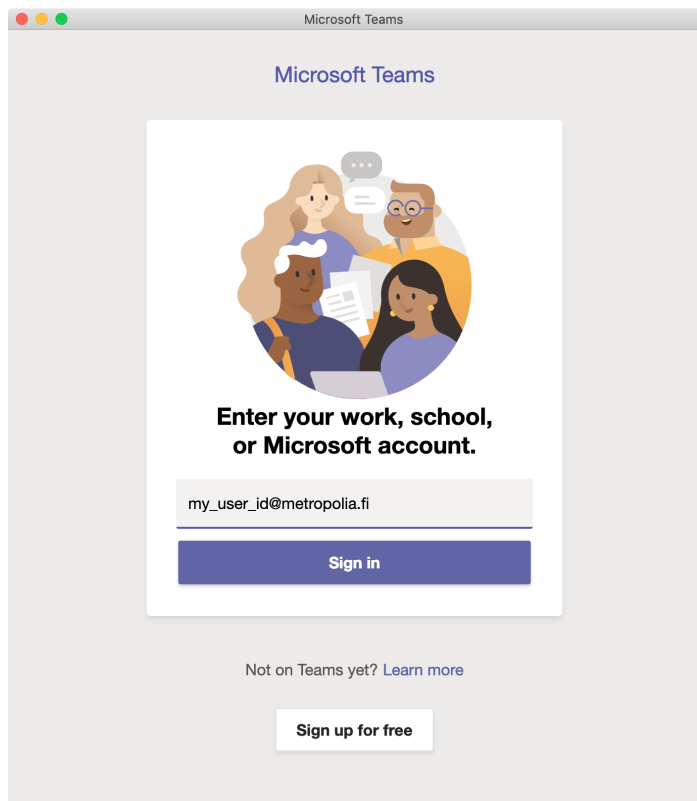 Microsoft Teams
Microsoft Teams
Enter your work, school,
or Microsoft account.
my_user_id@metropolia.fi
Sign in
Not on Teams yet? Learn more
Sign up for free